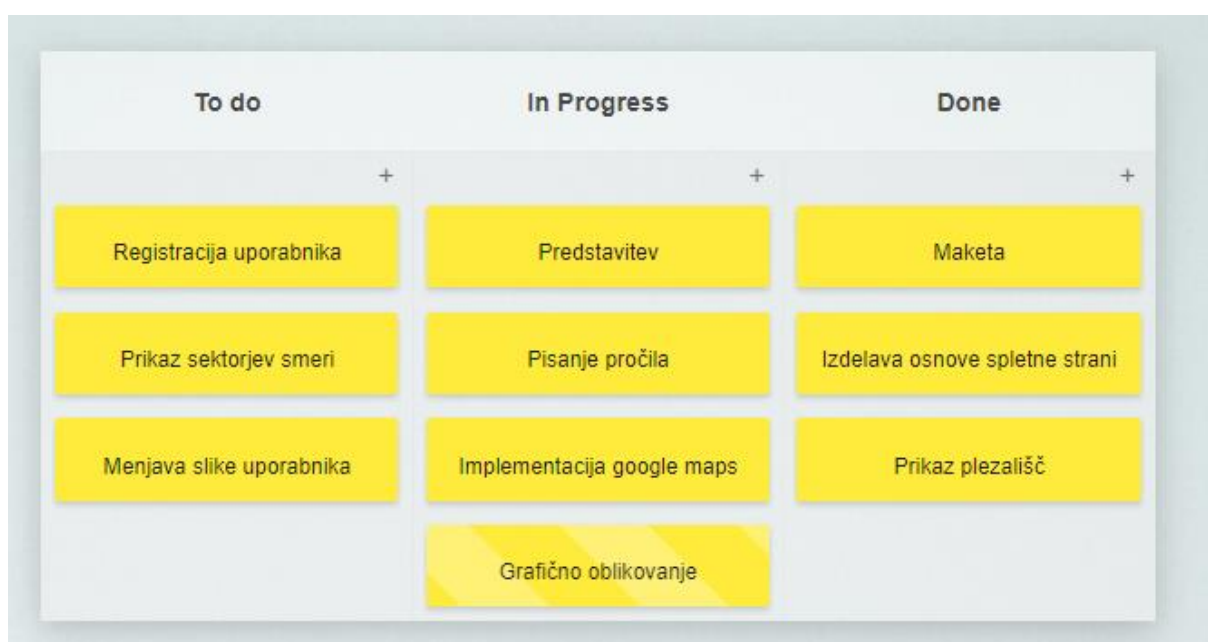 To do
In Progress
Done
+
+
+
Registracija uporabnika
Predstavitev
Maketa
Prikaz sektorjev smeri
Pisanje pročila
Izdelava osnove spletne strani
Menjava slike uporabnika
Implementacija google maps
Prikaz plezališč
Grafično oblikovanje